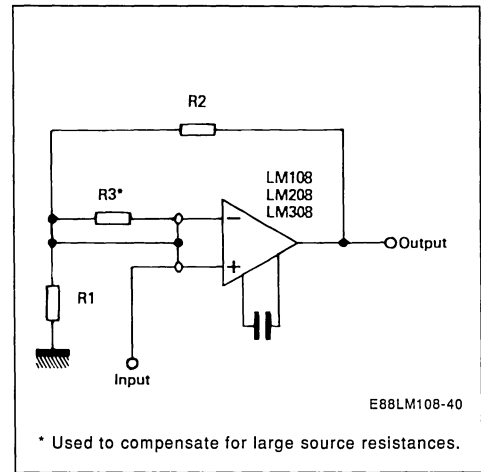 R2
LM108
LM208
LM308
R3*
−
+
Output
R1
Input
E88LM108-40
* Used to compensate for large source resistances.